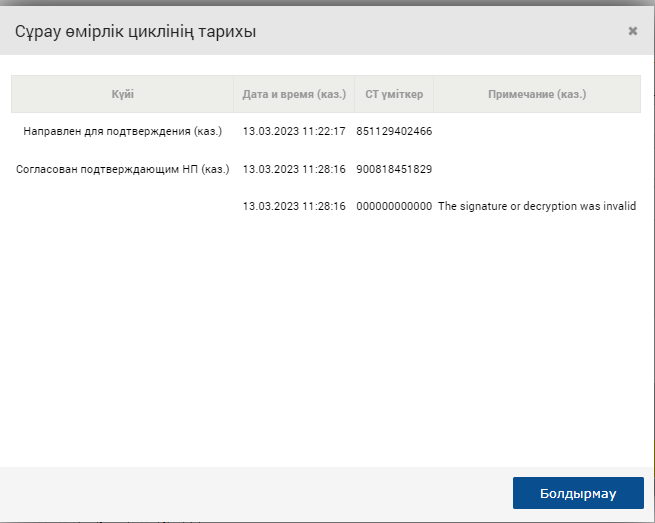 Сұрау өмірлік циклінің тарихы
Күйі Дата и время (каз.) СТ үміткер Примечание (каз.)
Направлен для подтверждения (каз.) 13.03.2023 11:22:17 851129402466
Согласован подтверждающим НП (каз.) 13.03.2023 11:28:16 900818451829
13.03.2023 11:28:16 000000000000 The signature or decryption was invalid
Болдырмау